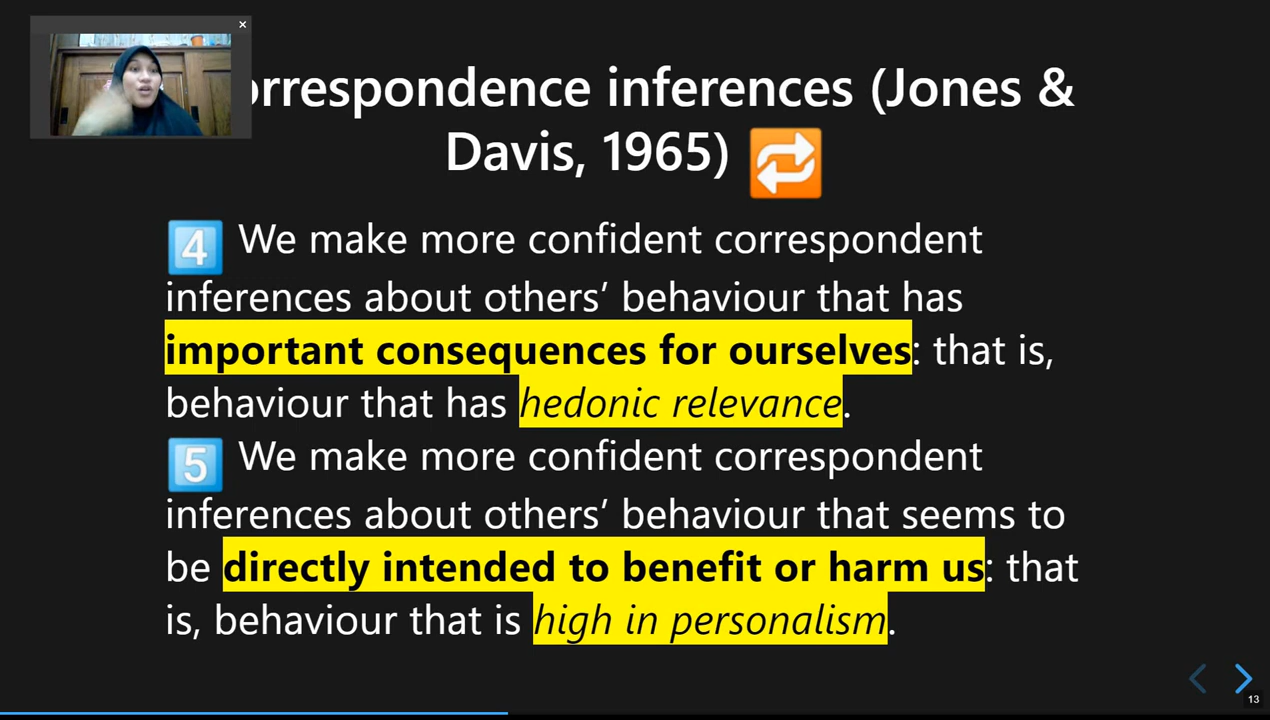 orrespondence inferences (Jones &
Davis, 1965) 🔁
4️⃣ We make more confident correspondent
inferences about others’ behaviour that has
important consequences for ourselves: that is,
behaviour that has hedonic relevance.
5️⃣ We make more confident correspondent
inferences about others’ behaviour that seems to
be directly intended to benefit or harm us: that
is, behaviour that is high in personalism.
13